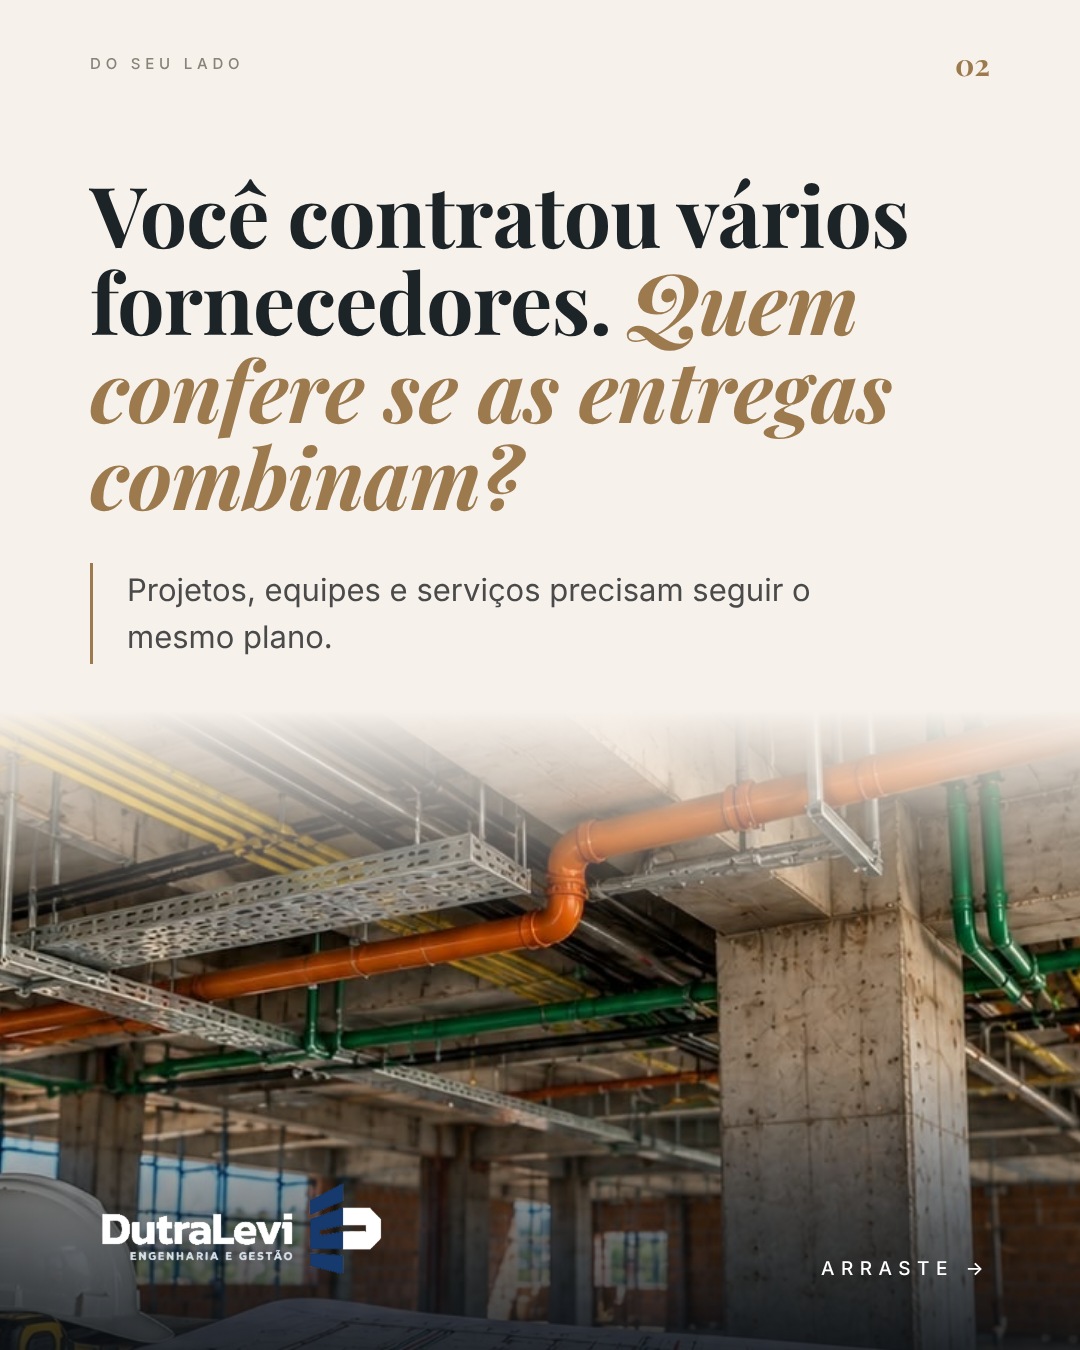 DO SEU LADO
02
Você contratou vários
fornecedores. Quem
confere se as entregas
combinam?
Projetos, equipes e serviços precisam seguir o
mesmo plano.
DutraLevi
ENGENHARIA E GESTÃO
ARRASTE →